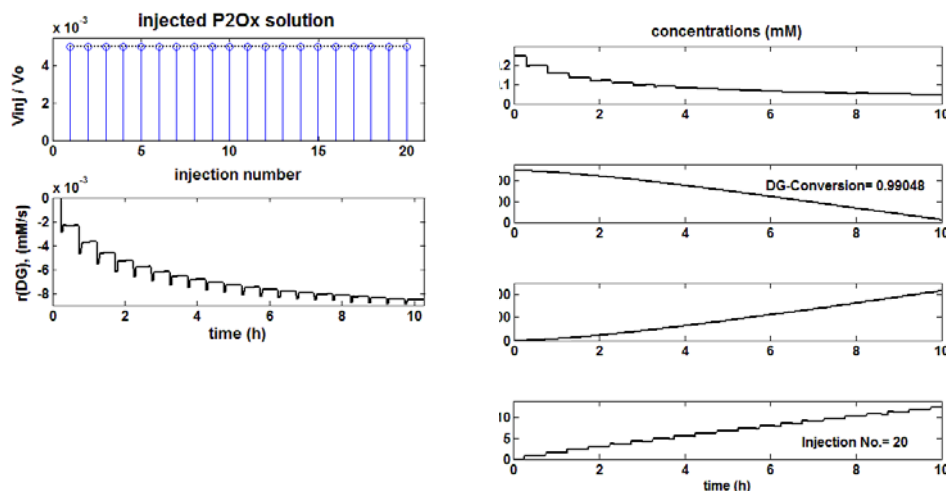 injected P2Ox solution
x 10⁻³
4
2
0
Vinj / Vo
0 5 10 15 20
injection number
x 10⁻³
0
-2
-4
-6
-8
r(DG), (mM/s)
0 2 4 6 8 10
time (h)
concentrations (mM)
0 2 4 6 8 10
DG-Conversion= 0.99048
0
0 2 4 6 8 10
0
0 2 4 6 8 10
10
5
0
Injection No.= 20
0 2 4 6 8 10
time (h)